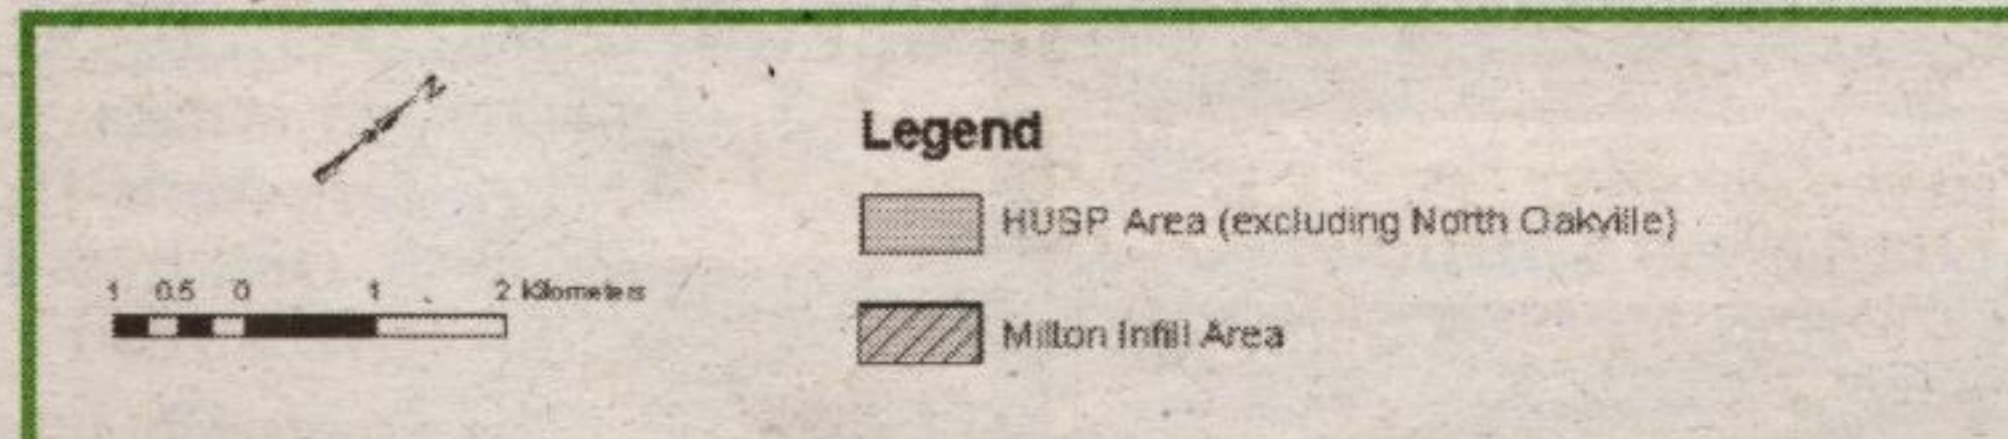 N
Legend
HUSP Area (excluding North Oakville)
1 0.5 0 1 2 Kilometers
Milton Infill Area